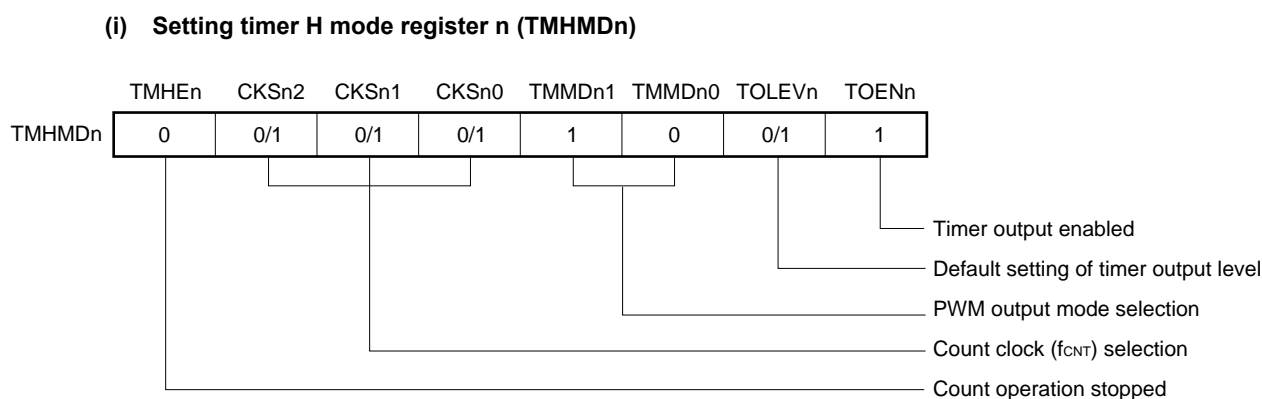 (i) Setting timer H mode register n (TMHMDn)
TMHEn CKSn2 CKSn1 CKSn0 TMMDn1 TMMDn0 TOLEVn TOENn
TMHMDn 0 0/1 0/1 0/1 1 0 0/1 1
Timer output enabled
Default setting of timer output level
PWM output mode selection
Count clock (fCNT) selection
Count operation stopped